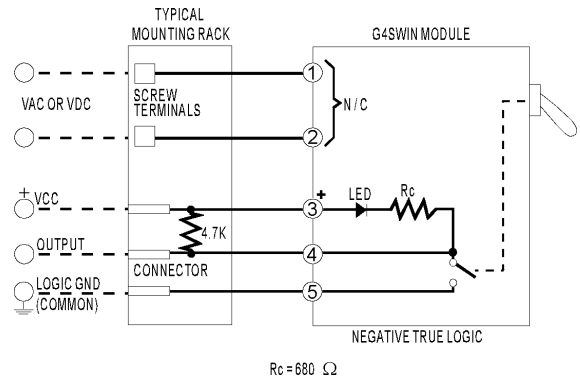 TYPICAL
MOUNTING RACK
G4SWIN MODULE
1
SCREW
TERMINALS
VAC OR VDC
N / C
2
+
VCC
+
LED
Rc
3
4.7K
OUTPUT
4
CONNECTOR
LOGIC GND
(COMMON)
5
NEGATIVE TRUE LOGIC
Rc = 680 Ω